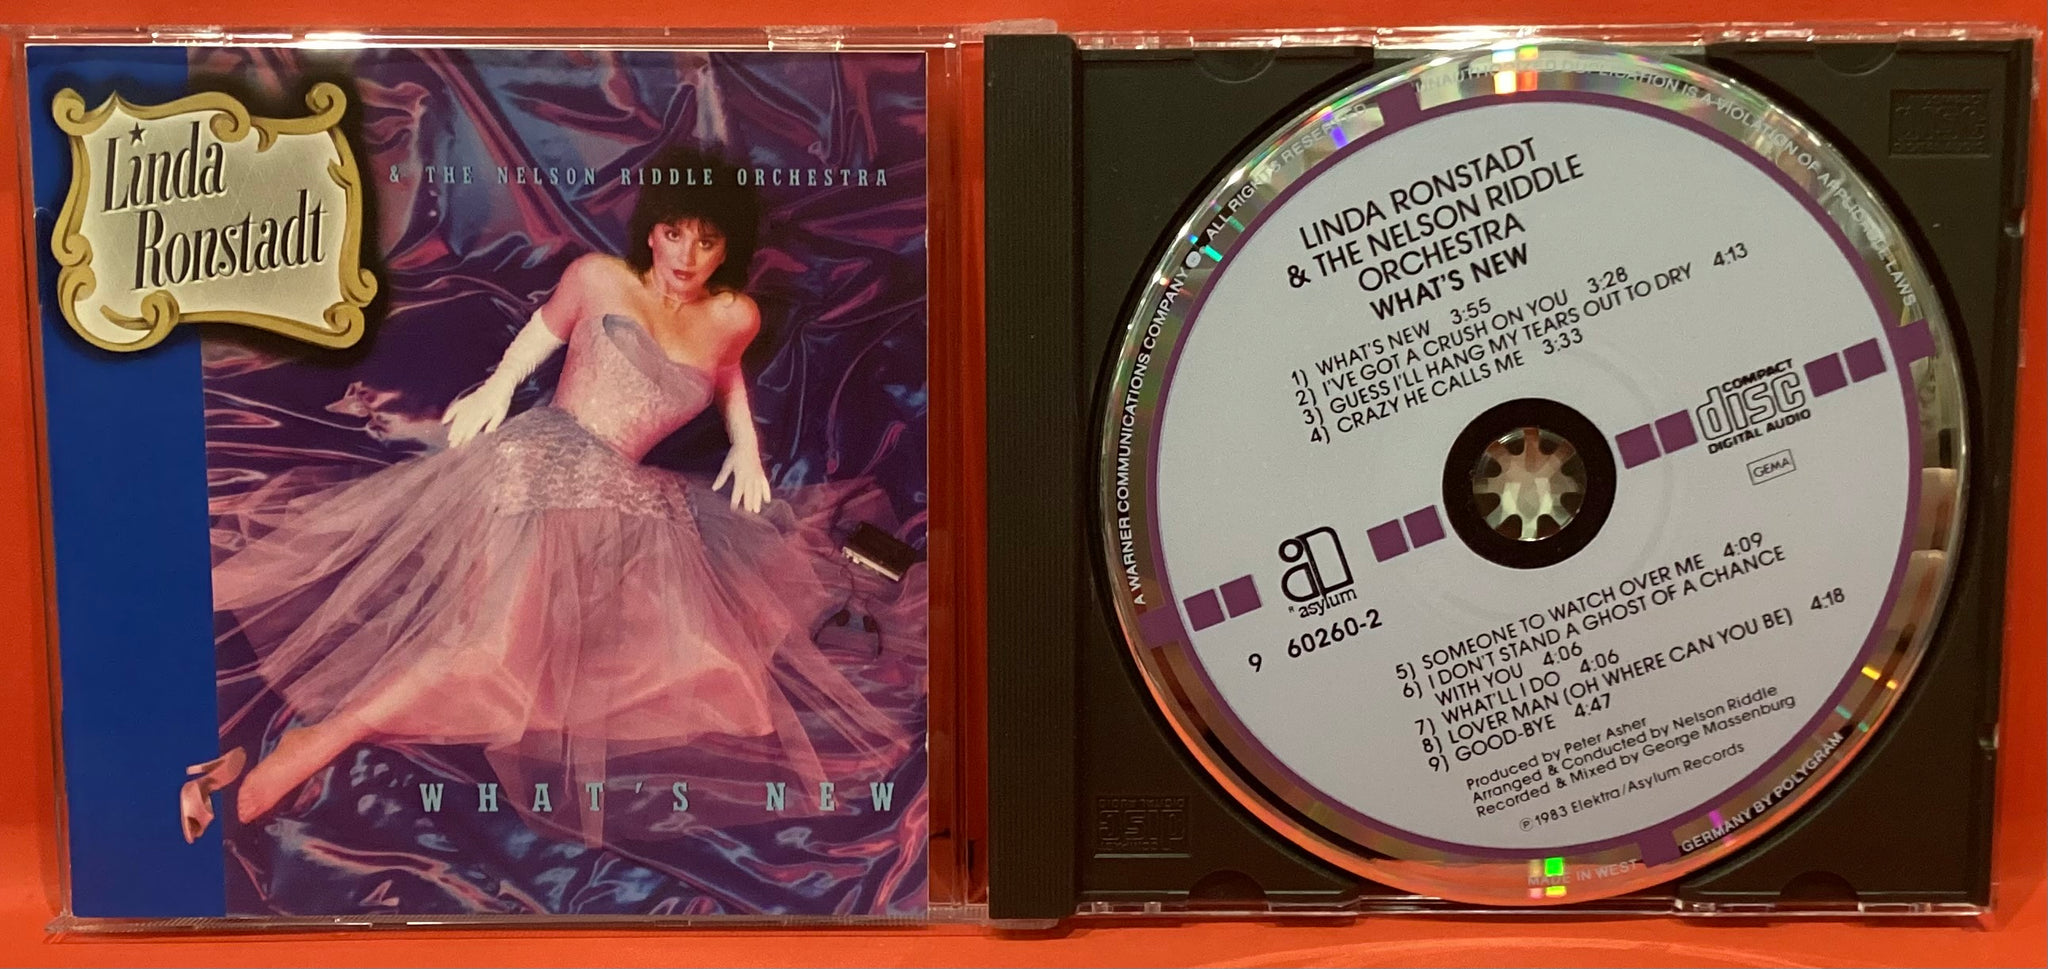 Linda
Ronstadt
& THE NELSON RIDDLE ORCHESTRA
WHAT'S NEW
LINDA RONSTADT
& THE NELSON RIDDLE
ORCHESTRA
WHAT'S NEW
1) WHAT'S NEW 3:55
2) I'VE GOT A CRUSH ON YOU 3:28
3) GUESS I'LL HANG MY TEARS OUT TO DRY 4:13
4) CRAZY HE CALLS ME 3:33
COMPACT
disc
DIGITAL AUDIO
GEMA
R asylum
9 60260-2
5) SOMEONE TO WATCH OVER ME 4:09
6) I DON'T STAND A GHOST OF A CHANCE
WITH YOU 4:06
7) WHAT'LL I DO 4:06
8) LOVER MAN (OH WHERE CAN YOU BE) 4:18
9) GOOD-BYE 4:47
Produced by Peter Asher
Arranged & Conducted by Nelson Riddle
Recorded & Mixed by George Massenburg
℗ 1983 Elektra/Asylum Records
A WARNER COMMUNICATIONS COMPANY
ALL RIGHTS RESERVED
UNAUTHORIZED DUPLICATION IS A VIOLATION OF APPLICABLE LAWS
MADE IN WEST GERMANY BY POLYGRAM
COMPACT
DIGITAL AUDIO